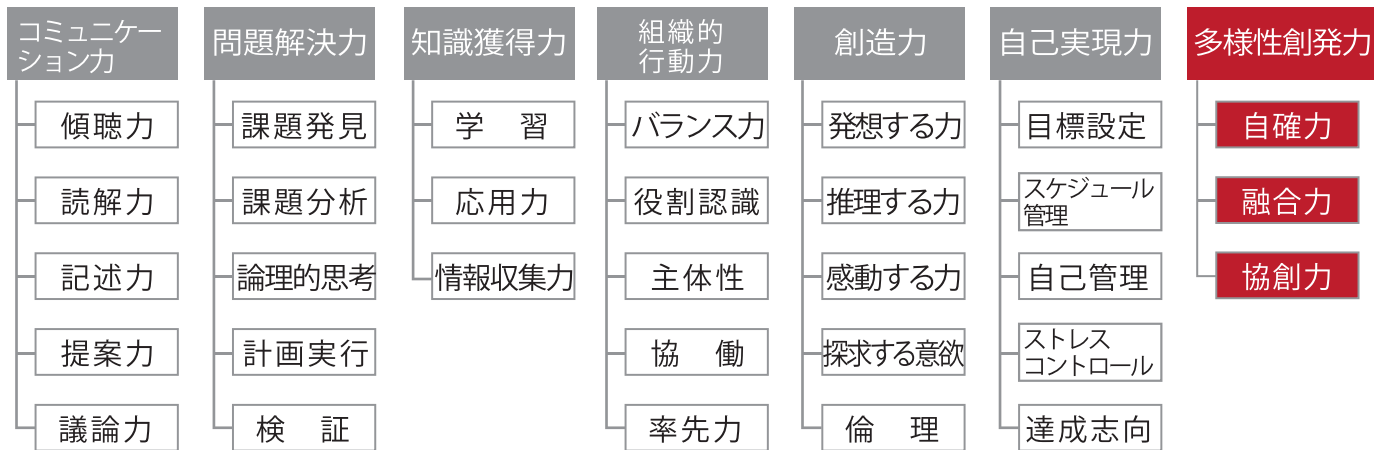 コミュニケー
ション力
傾聴力
読解力
記述力
提案力
議論力
問題解決力
課題発見
課題分析
論理的思考
計画実行
検 証
知識獲得力
学 習
応用力
情報収集力
組織的
行動力
バランス力
役割認識
主体性
協 働
率先力
創造力
発想する力
推理する力
感動する力
探求する意欲
倫 理
自己実現力
目標設定
スケジュール
管理
自己管理
ストレス
コントロール
達成志向
多様性創発力
自確力
融合力
協創力